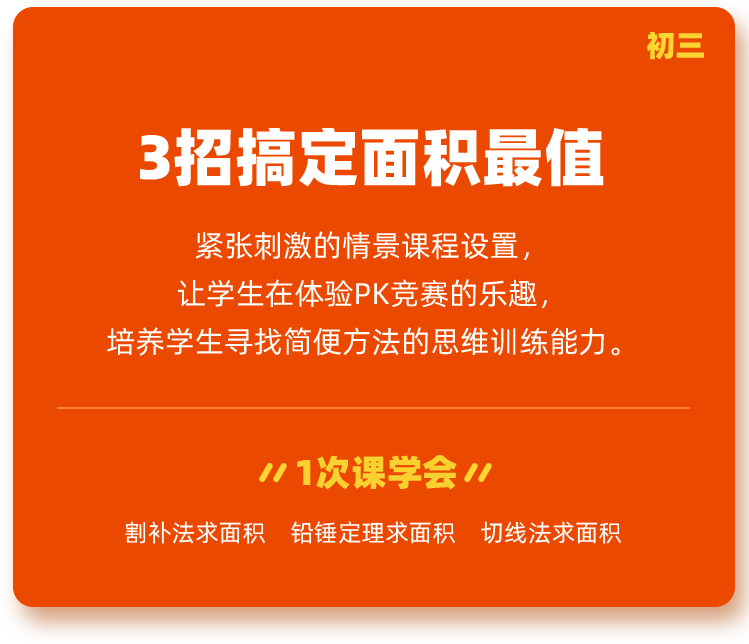 初三
3招搞定面积最值
紧张刺激的情景课程设置，
让学生在体验PK竞赛的乐趣，
培养学生寻找简便方法的思维训练能力。
1次课学会
割补法求面积 铅锤定理求面积 切线法求面积